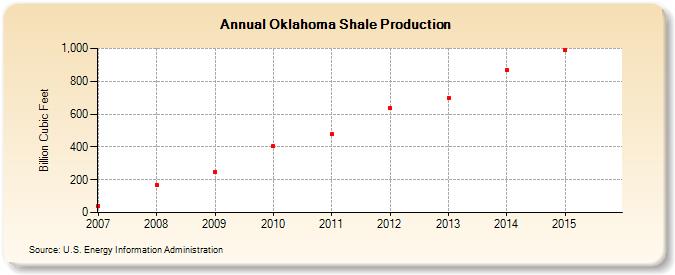 Annual Oklahoma Shale Production
Billion Cubic Feet
1,000
800
600
400
200
0
2007 2008 2009 2010 2011 2012 2013 2014 2015
Source: U.S. Energy Information Administration